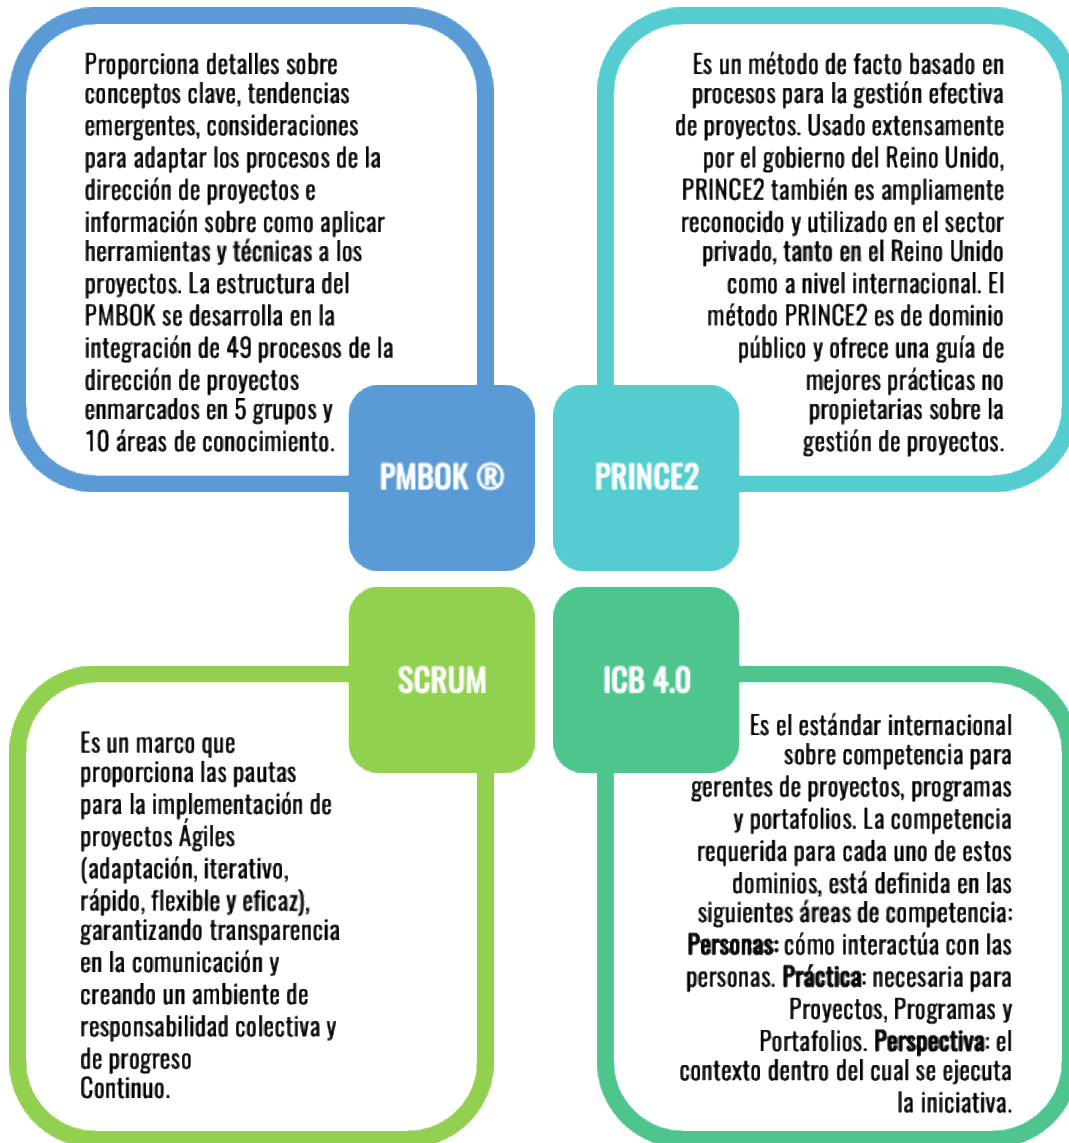 Proporciona detalles sobre
conceptos clave, tendencias
emergentes, consideraciones
para adaptar los procesos de la
dirección de proyectos e
información sobre como aplicar
herramientas y técnicas a los
proyectos. La estructura del
PMBOK se desarrolla en la
integración de 49 procesos de la
dirección de proyectos
enmarcados en 5 grupos y
10 áreas de conocimiento.
PMBOK ®
Es un método de facto basado en
procesos para la gestión efectiva
de proyectos. Usado extensamente
por el gobierno del Reino Unido,
PRINCE2 también es ampliamente
reconocido y utilizado en el sector
privado, tanto en el Reino Unido
como a nivel internacional. El
método PRINCE2 es de dominio
público y ofrece una guía de
mejores prácticas no
propietarias sobre la
gestión de proyectos.
PRINCE2
SCRUM
Es un marco que
proporciona las pautas
para la implementación de
proyectos Ágiles
(adaptación, iterativo,
rápido, flexible y eficaz),
garantizando transparencia
en la comunicación y
creando un ambiente de
responsabilidad colectiva y
de progreso
Continuo.
ICB 4.0
Es el estándar internacional
sobre competencia para
gerentes de proyectos, programas
y portafolios. La competencia
requerida para cada uno de estos
dominios, está definida en las
siguientes áreas de competencia:
Personas: cómo interactúa con las
personas. Práctica: necesaria para
Proyectos, Programas y
Portafolios. Perspectiva: el
contexto dentro del cual se ejecuta
la iniciativa.